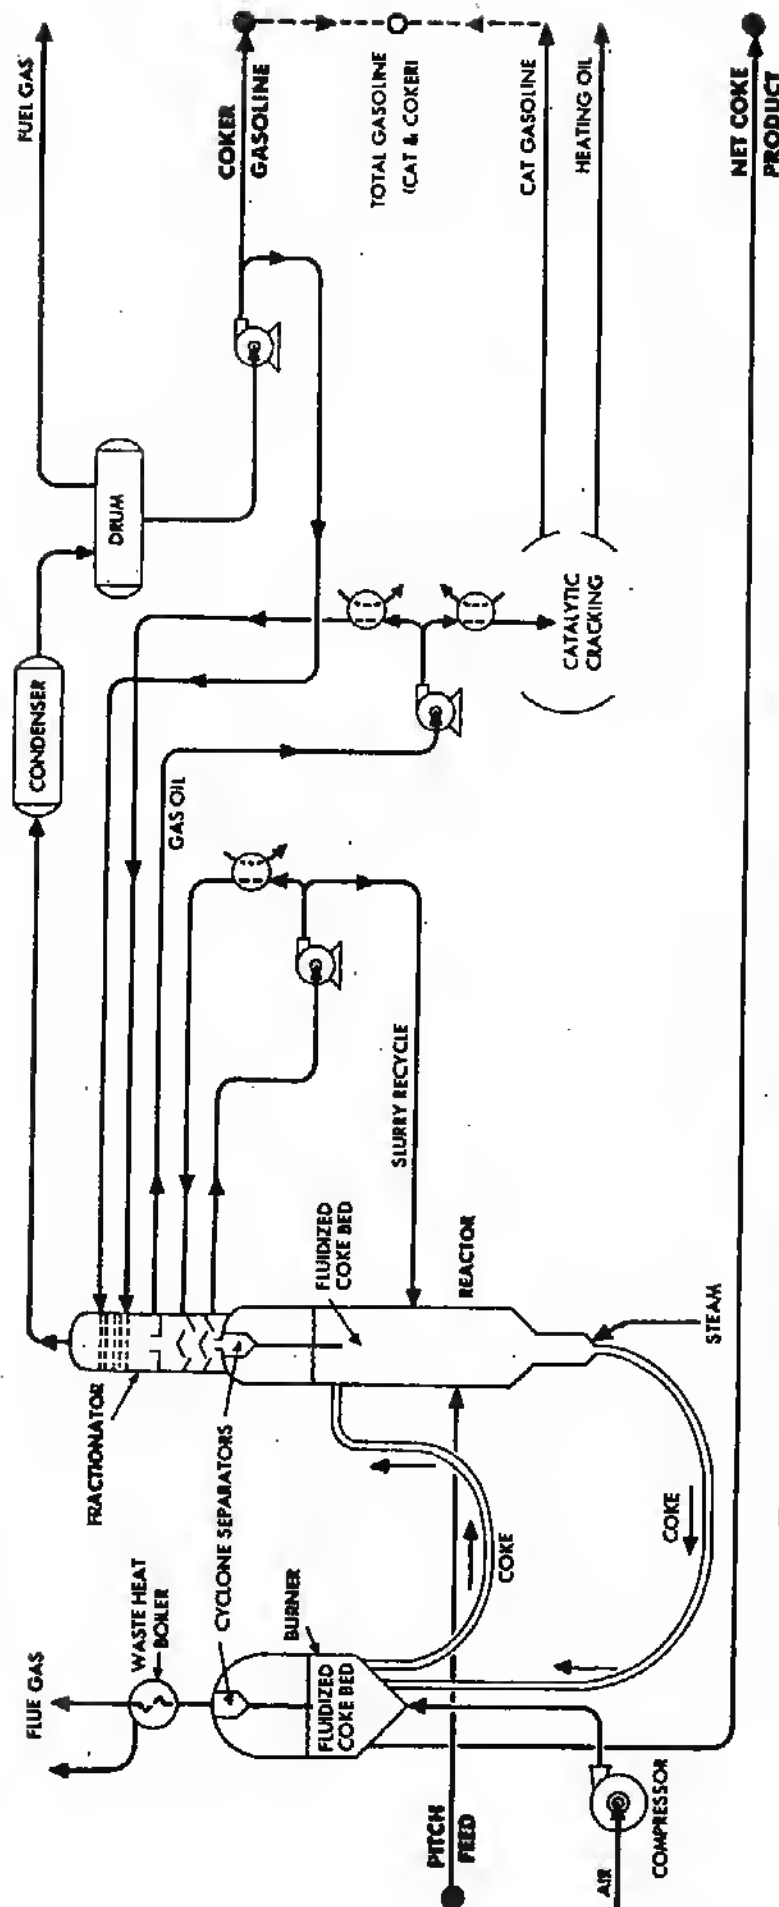 FUEL GAS
COKER
GASOLINE
TOTAL GASOLINE
(CAT & COKER)
CAT GASOLINE
HEATING OIL
NET COKE
PRODUCT
DRUM
CONDENSER
CATALYTIC
CRACKING
GAS OIL
SLURRY RECYCLE
FLUIDIZED
COKE BED
REACTOR
STEAM
FRACTIONATOR
CYCLONE SEPARATORS
COKE
COKE
BURNER
WASTE HEAT
BOILER
FLUE GAS
FLUIDIZED
COKE BED
PITCH
FEED
AIR
COMPRESSOR